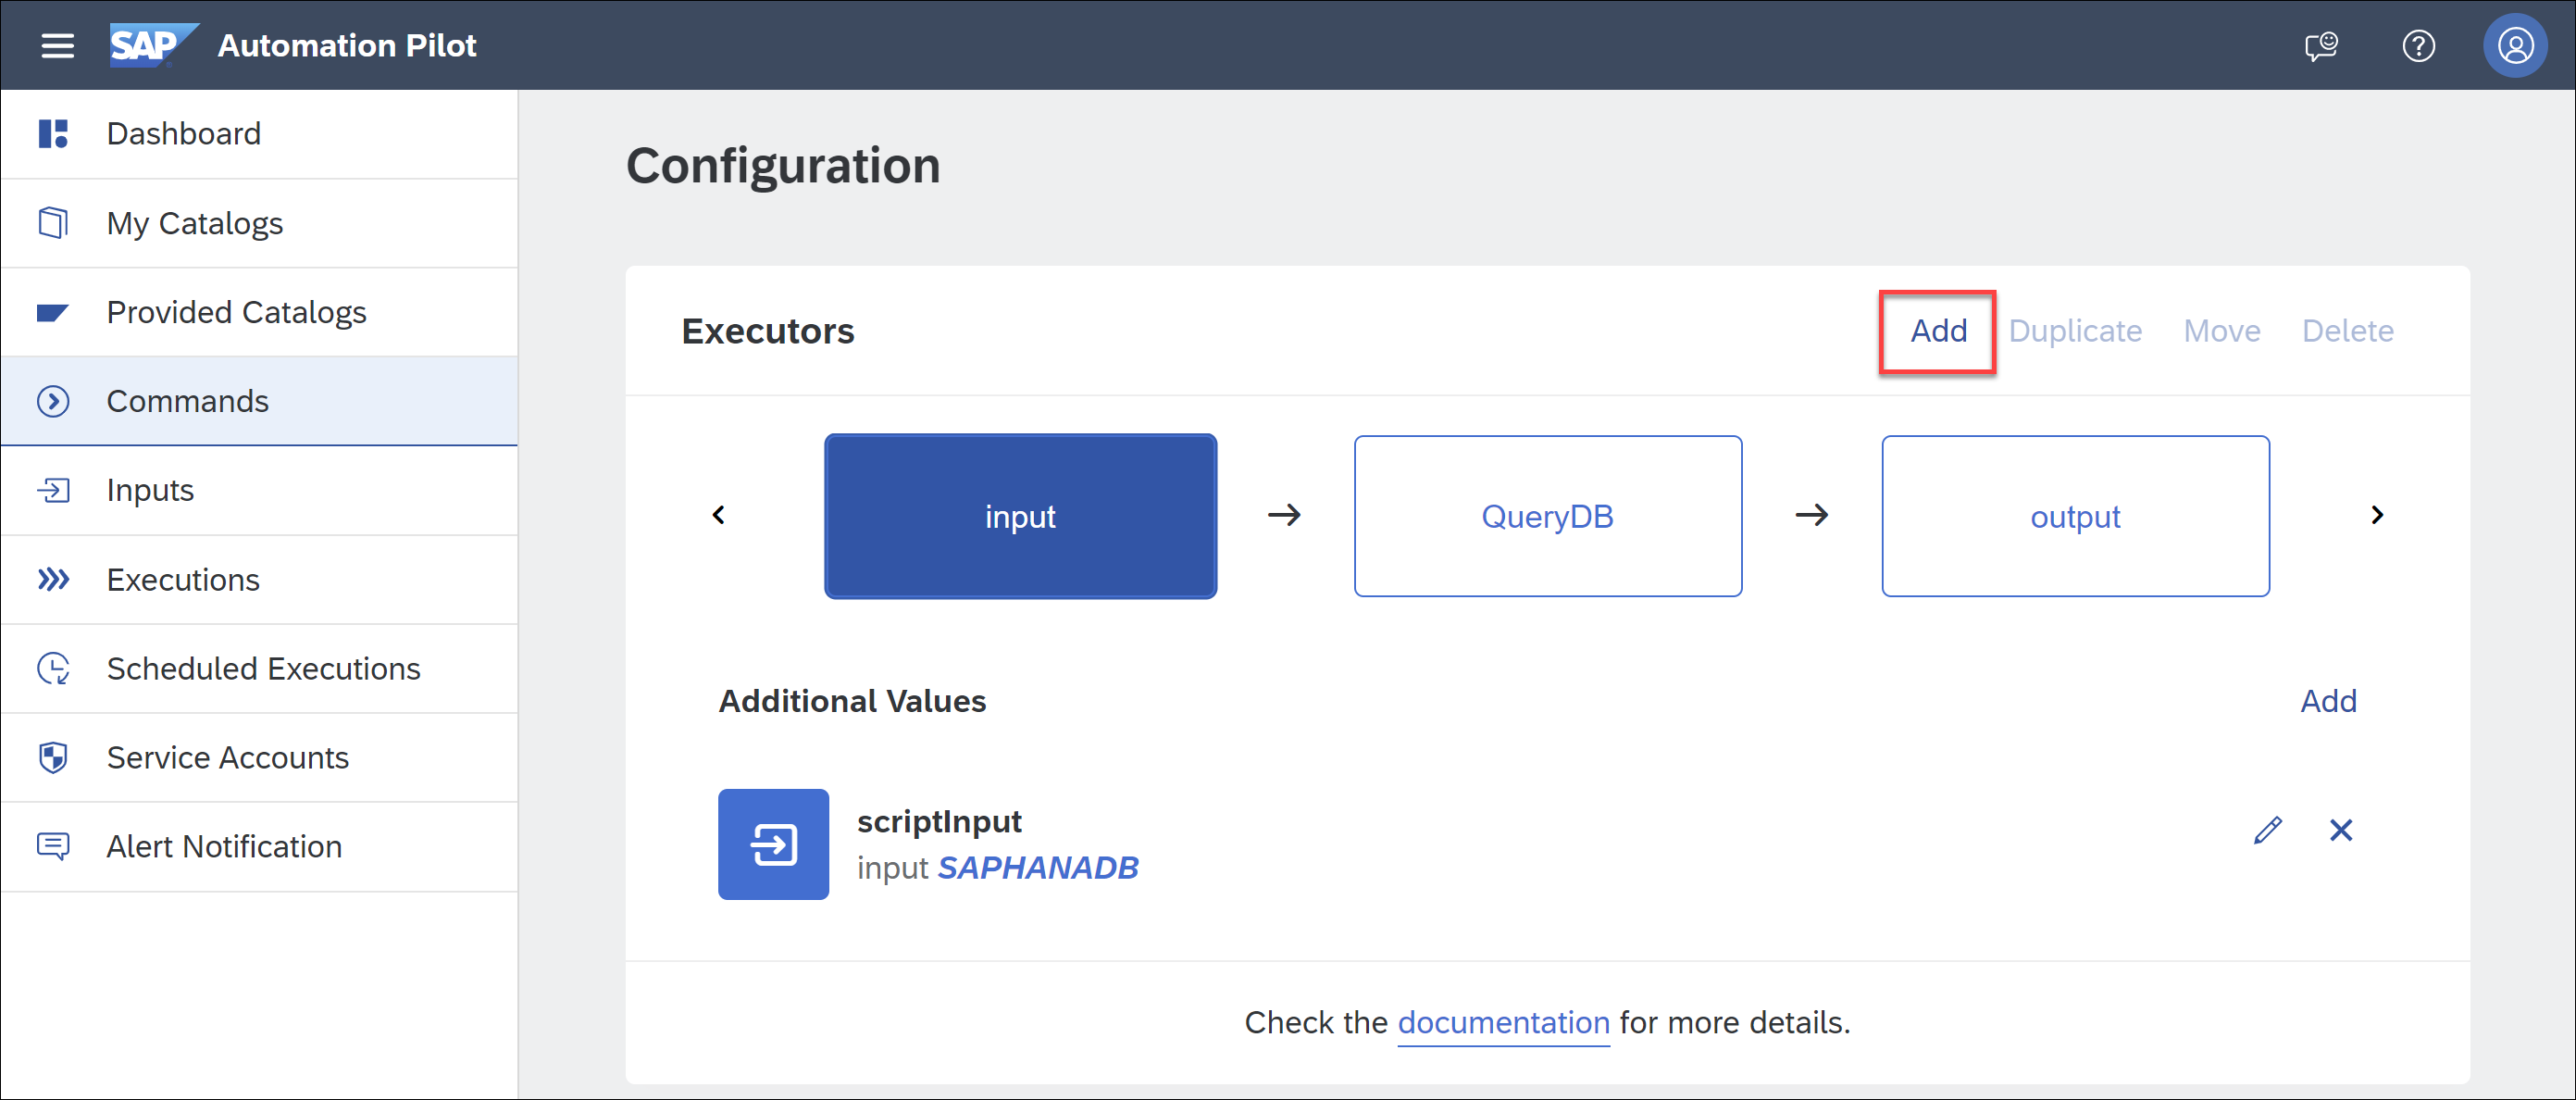 SAP Automation Pilot
Dashboard
My Catalogs
Provided Catalogs
Commands
Inputs
Executions
Scheduled Executions
Service Accounts
Alert Notification
Configuration
Executors
Add Duplicate Move Delete
input QueryDB output
Additional Values Add
scriptInput
input SAPHANADB
Check the documentation for more details.